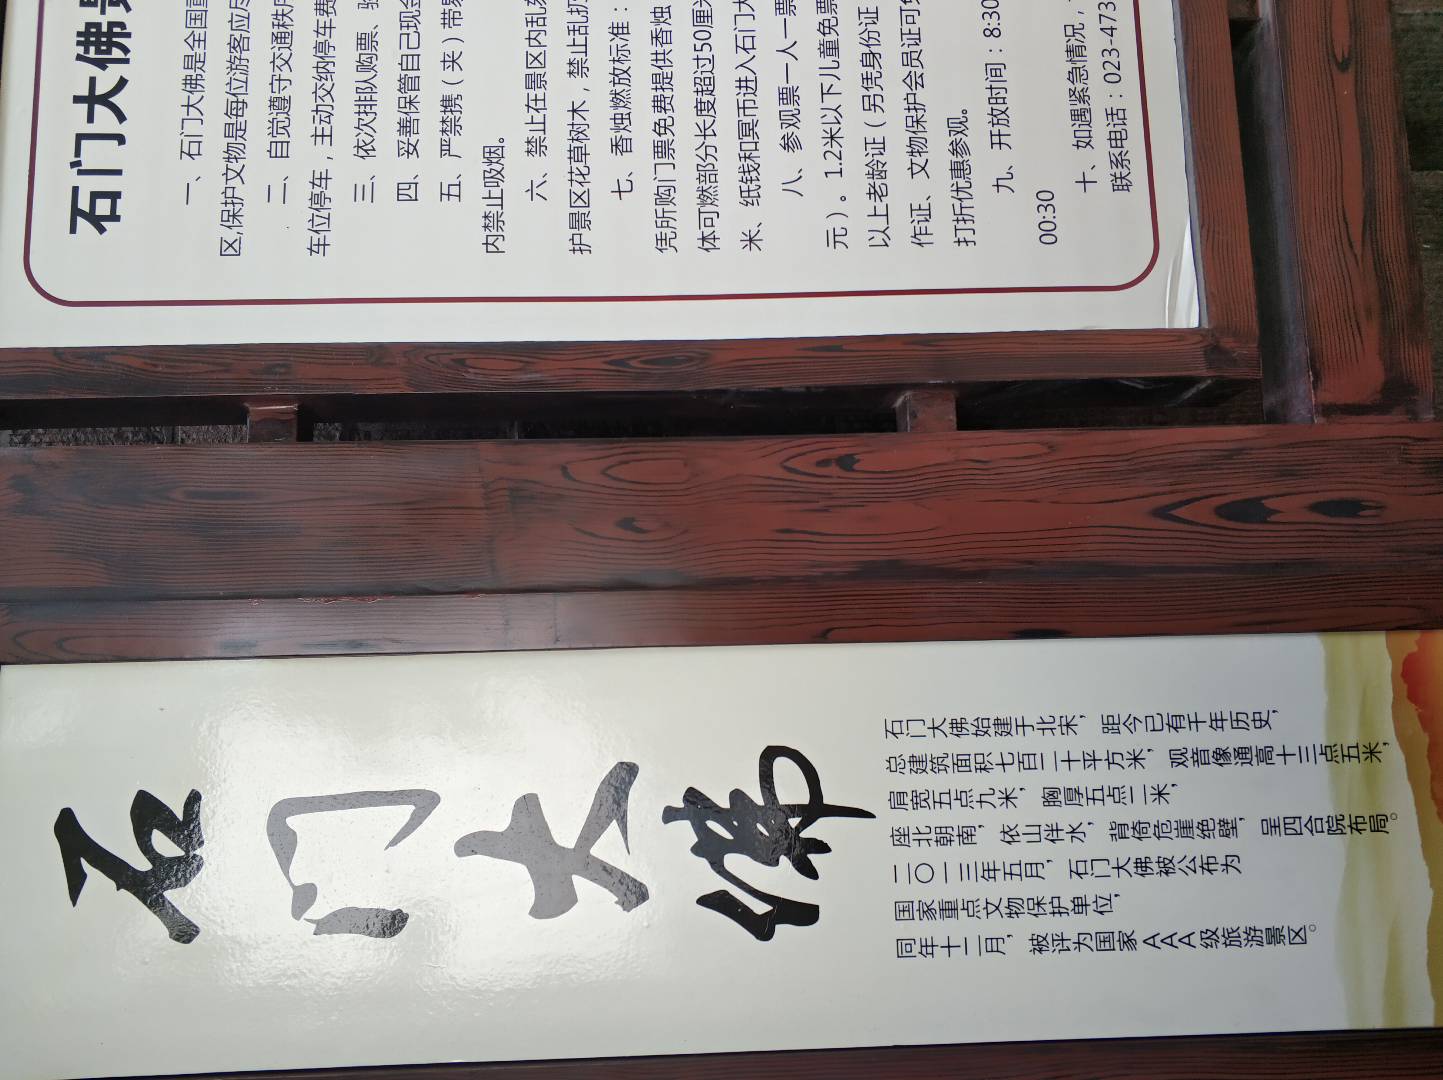 石门大佛
石门大佛始建于北宋，距今已有千年历史，
总建筑面积七百二十平方米，观音像通高十三点五米，
肩宽五点九米，胸厚五点二米，
座北朝南，依山伴水，背倚危崖绝壁，呈四合院布局。
二〇一三年五月，石门大佛被公布为
国家重点文物保护单位，
同年十二月，被评为国家AAA级旅游景区。
石门大佛景
一、石门大佛是全国重
区,保护文物是每位游客应尽
二、自觉遵守交通秩序
车位停车，主动交纳停车费
三、依次排队购票、验
四、妥善保管自己现金
五、严禁携（夹）带易
内禁止吸烟。
六、禁止在景区内乱刻
护景区花草树木，禁止乱扔
七、香烛燃放标准：
凭所购门票免费提供香烛
体可燃部分长度超过50厘米
米、纸钱和冥币进入石门大
八、参观票一人一票
元）。1.2米以下儿童免票
以上老龄证（另凭身份证
作证、文物保护会员证可免
打折优惠参观。
九、开放时间：8:30
00:30
十、如遇紧急情况，
联系电话：023-473